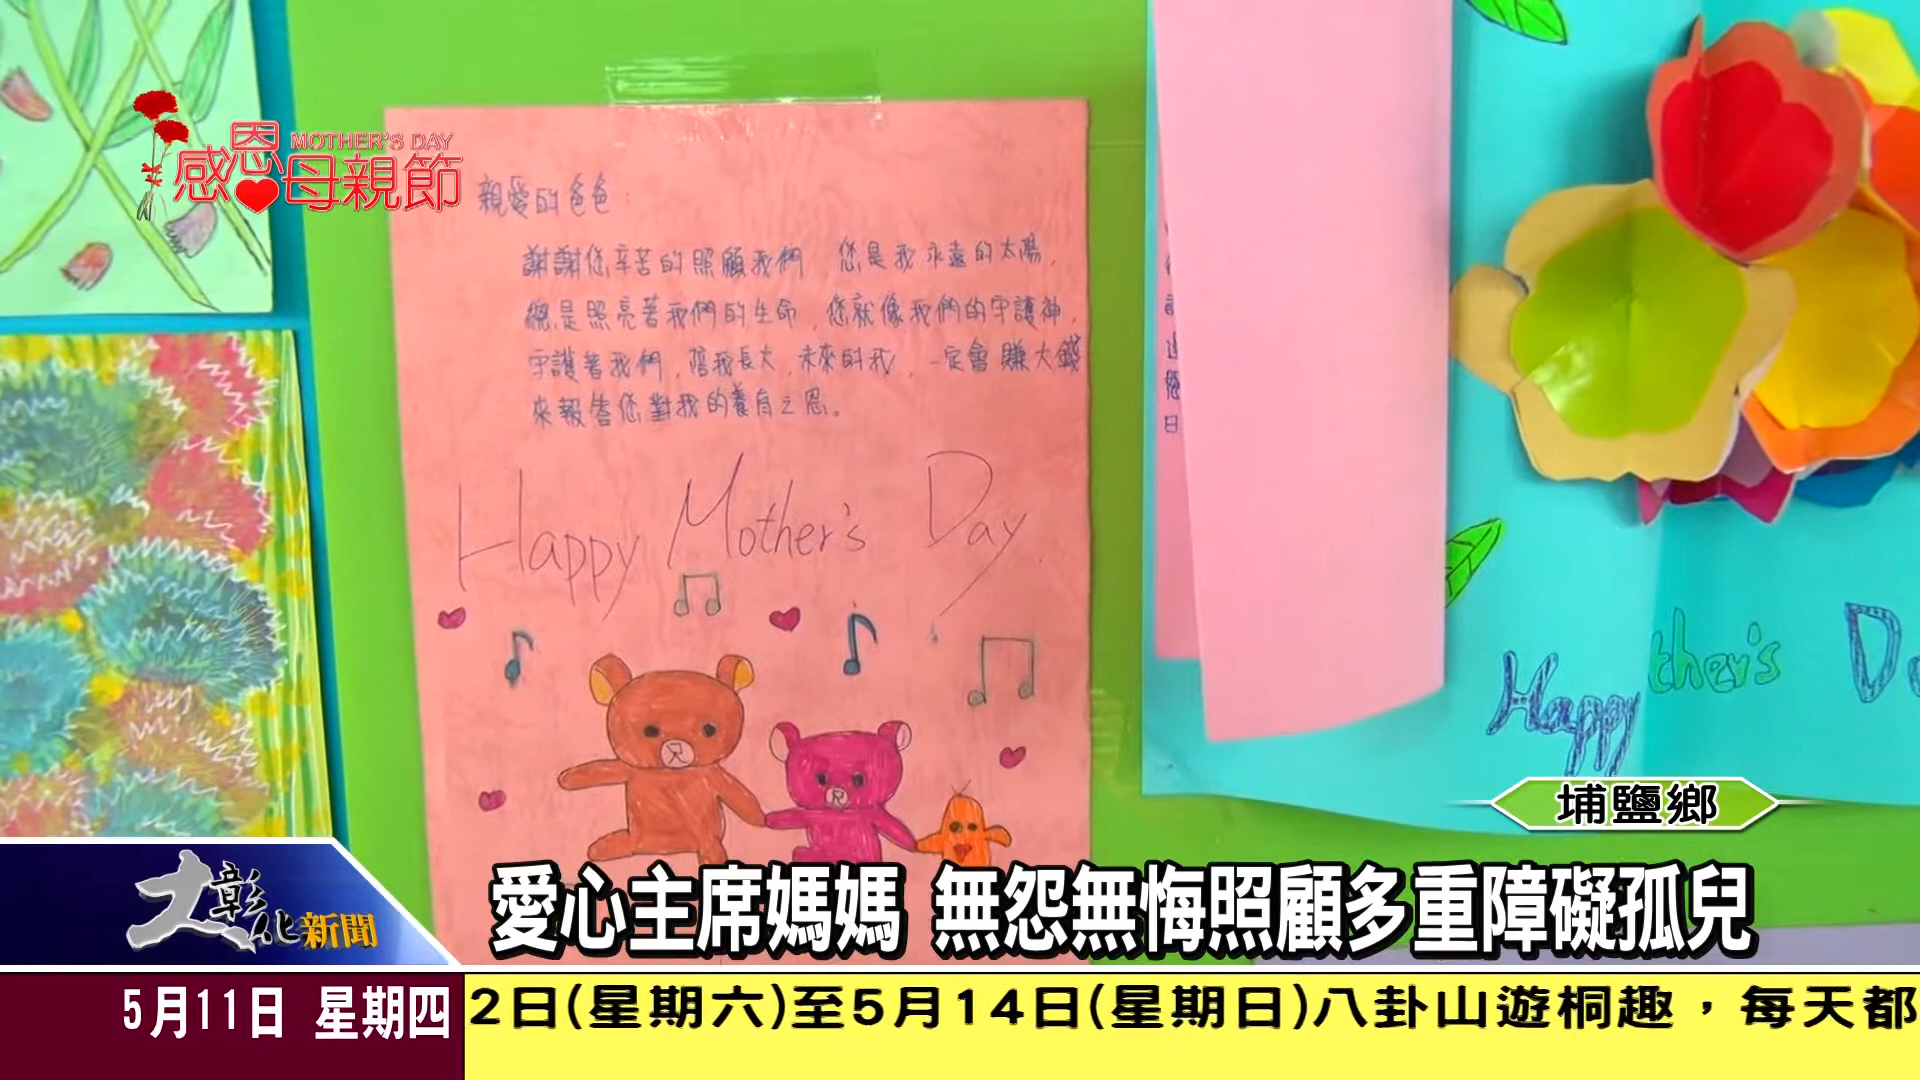 MOTHER'S DAY
感恩母親節
親愛的爸爸:
謝謝您辛苦的照顧我們,您是我永遠的太陽,
總是照亮著我們的生命,您就像我們的守護神,
守護著我們,陪我長大,未來的我,一定會賺大錢
來報答您對我的養育之恩。
Happy Mother's Day
Happy
ther's
D
埔鹽鄉
大彰化新聞
愛心主席媽媽 無怨無悔照顧多重障礙孤兒
5月11日 星期四
2日(星期六)至5月14日(星期日)八卦山遊桐趣,每天都